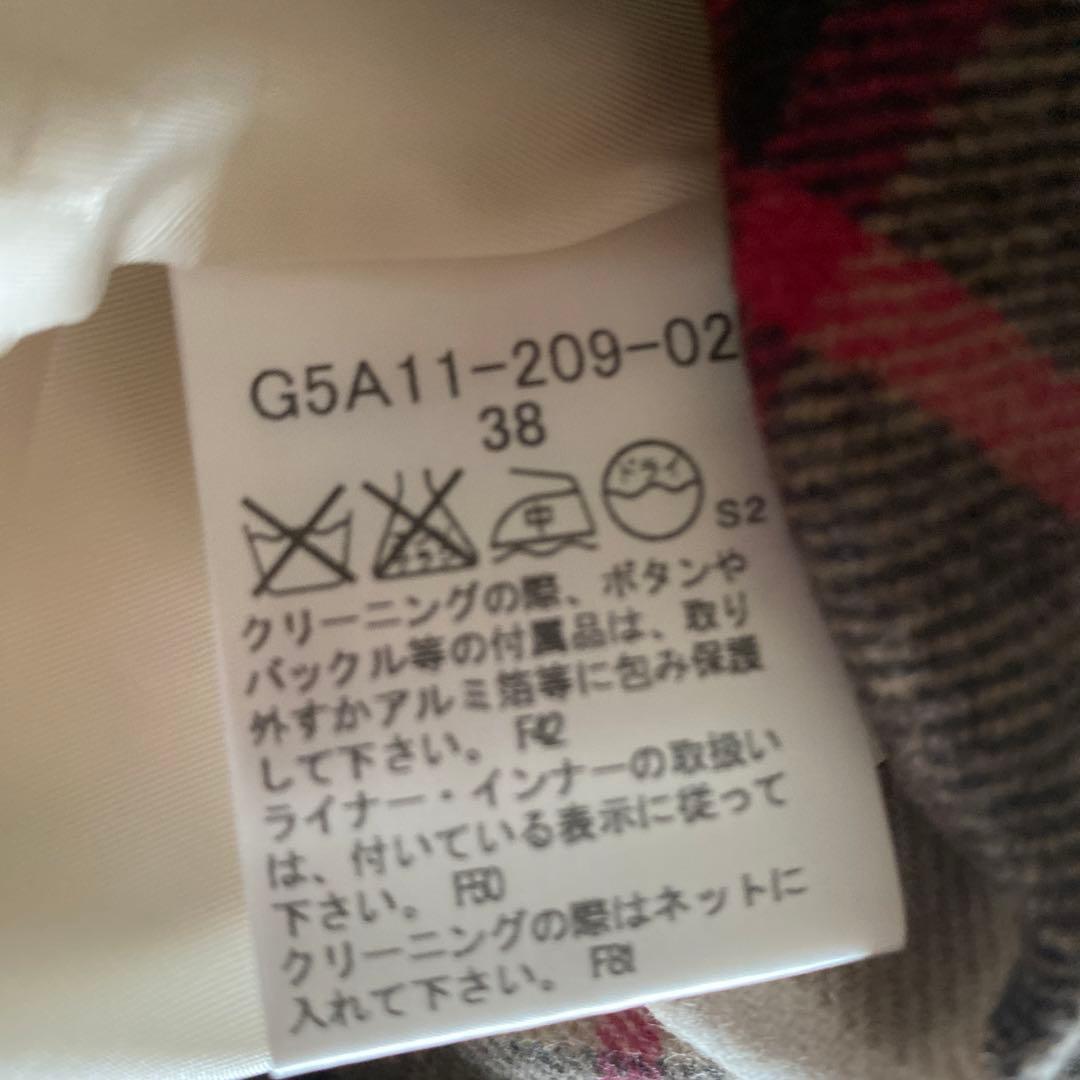 G5A11-209-02
38
中 ドライ S2
クリーニングの際、ボタンや
バックル等の付属品は、取り
外すかアルミ箔等に包み保護
して下さい。 F42
ライナー・インナーの取扱い
は、付いている表示に従って
下さい。 F50
クリーニングの際はネットに
入れて下さい。 F81